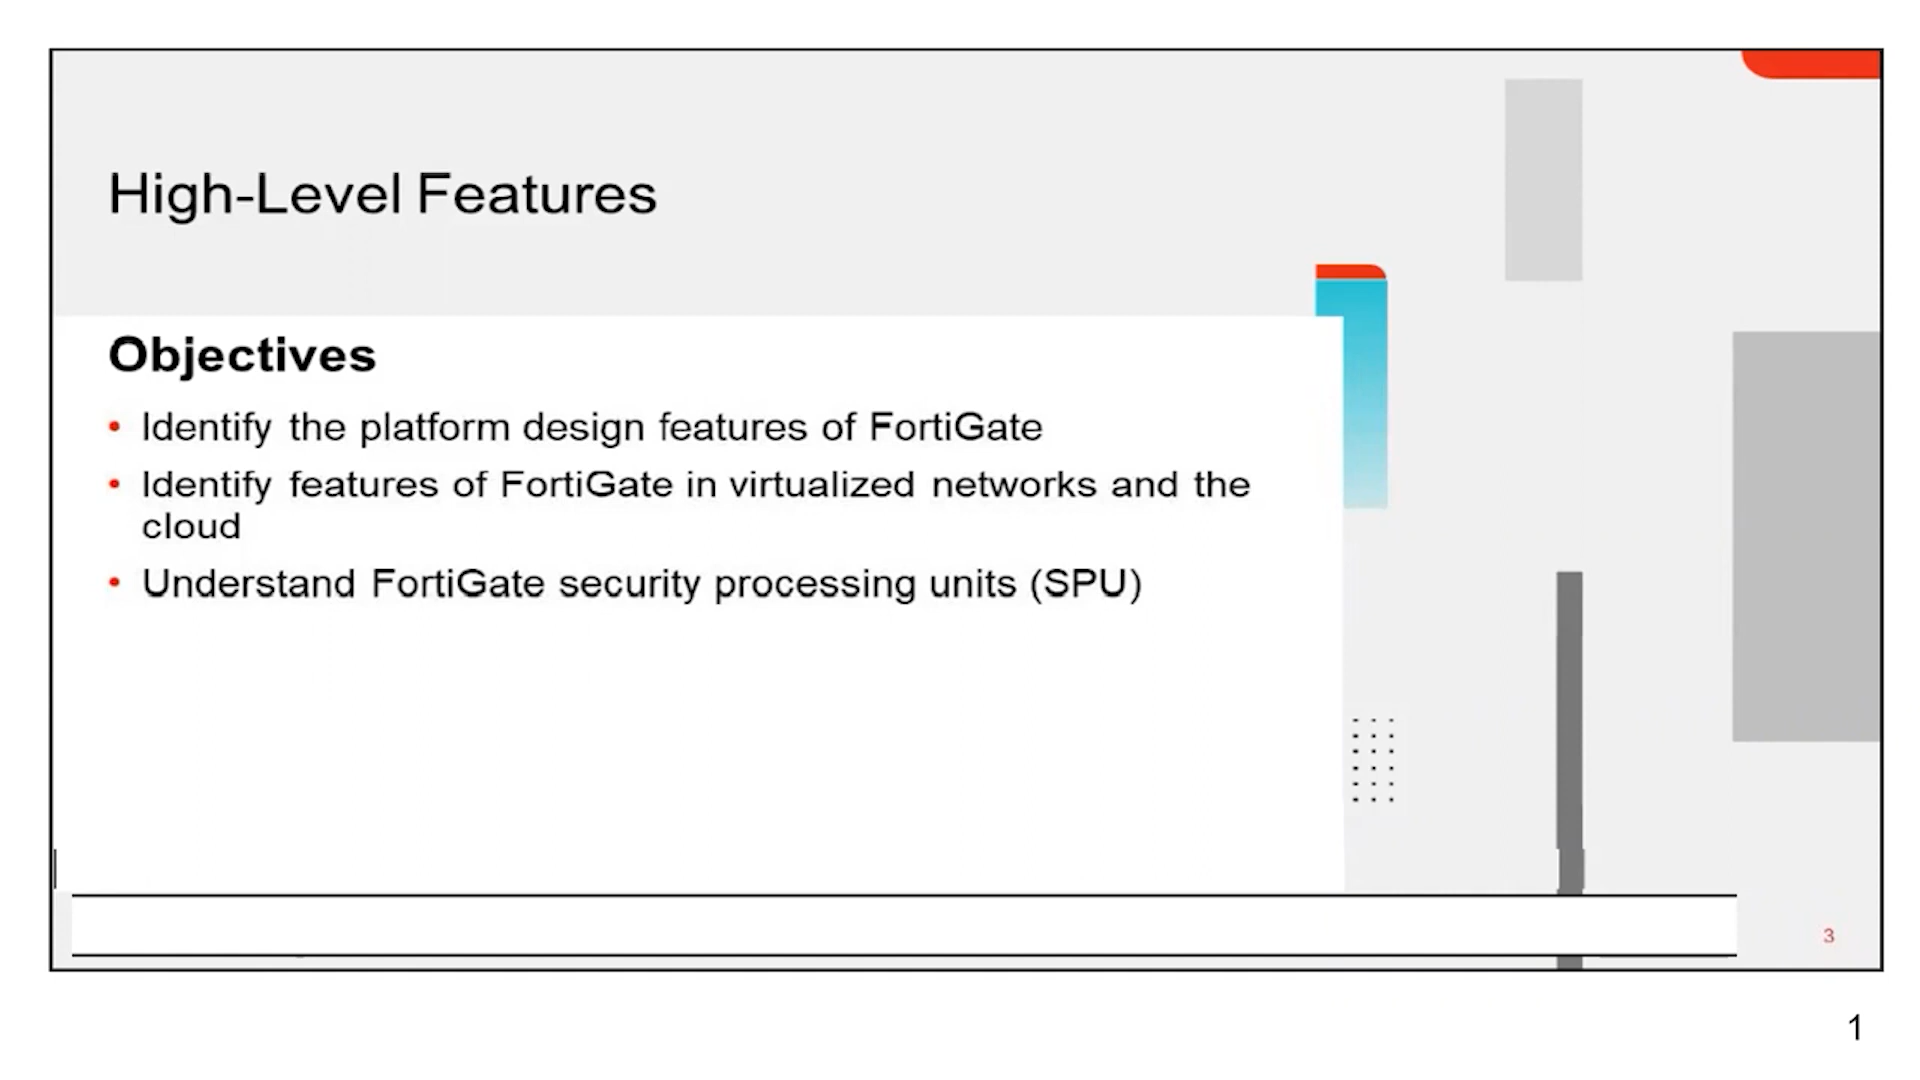 High-Level Features
Objectives
• Identify the platform design features of FortiGate
• Identify features of FortiGate in virtualized networks and the
cloud
• Understand FortiGate security processing units (SPU)
3
1